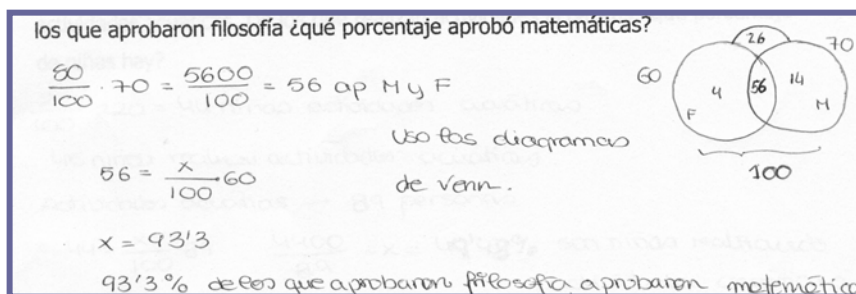 los que aprobaron filosofía ¿qué porcentaje aprobó matemáticas?
80/100 · 70 = 5600/100 = 56 ap M y F
Uso los diagramas
56 = x/100 · 60
de venn.
x = 93'3
93'3% de los que aprobaron filosofía aprobaron matemática
26
70
60
4
56
14
F
M
100